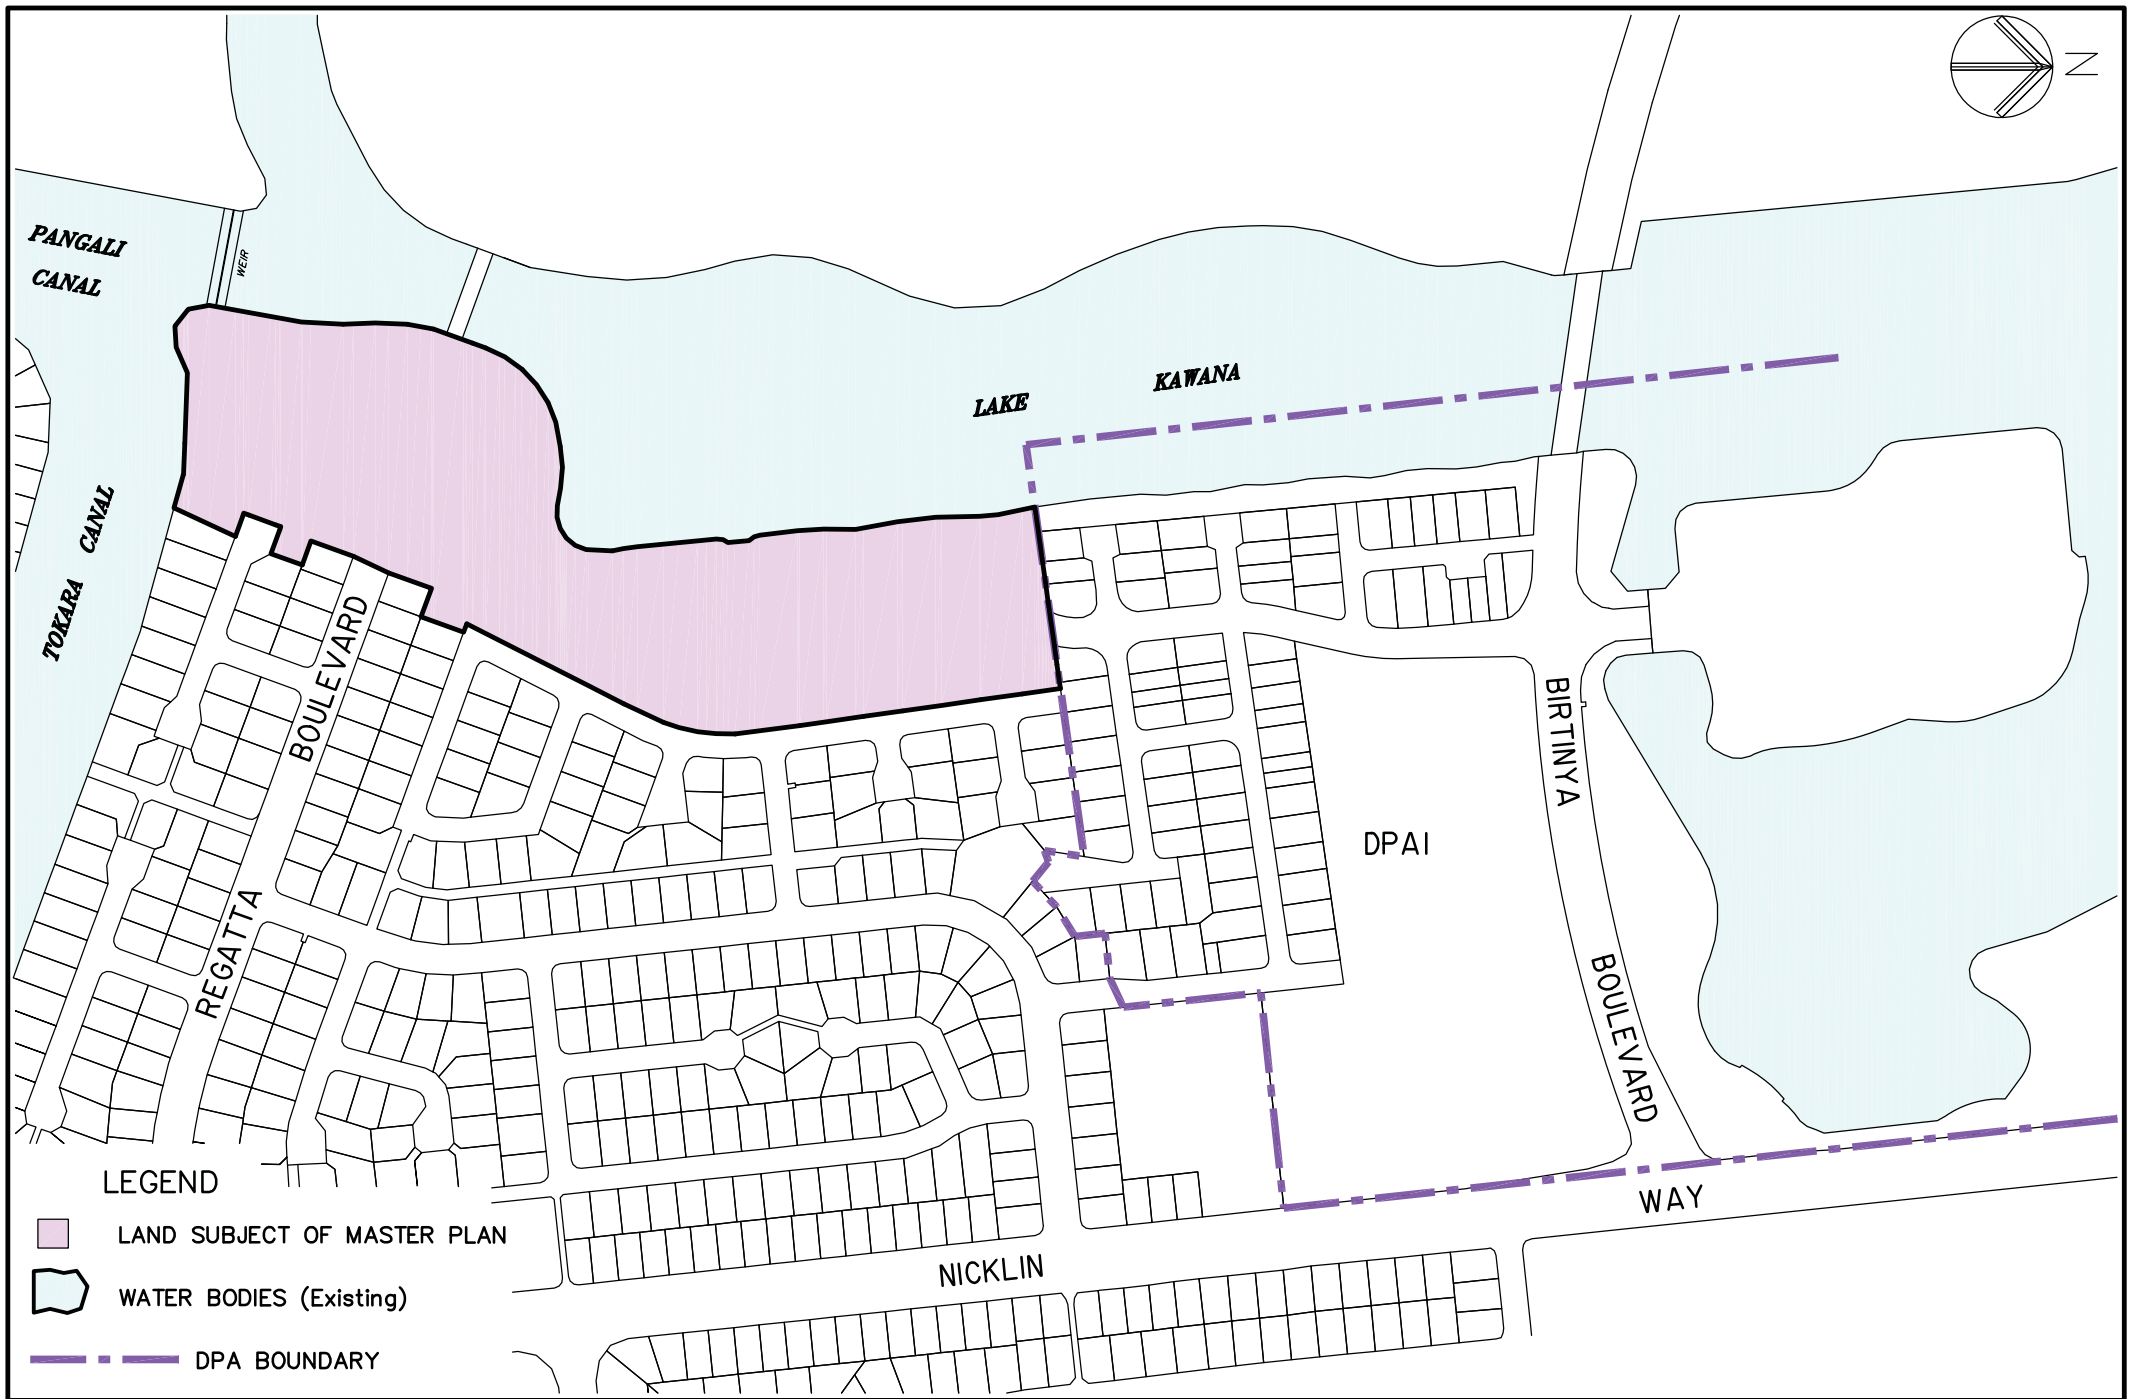 N
PANGALI
CANAL
WEIR
LAKE KAWANA
TOKARA CANAL
REGATTA BOULEVARD
BIRTINYA BOULEVARD
DPA1
NICKLIN WAY
LEGEND
LAND SUBJECT OF MASTER PLAN
WATER BODIES (Existing)
DPA BOUNDARY